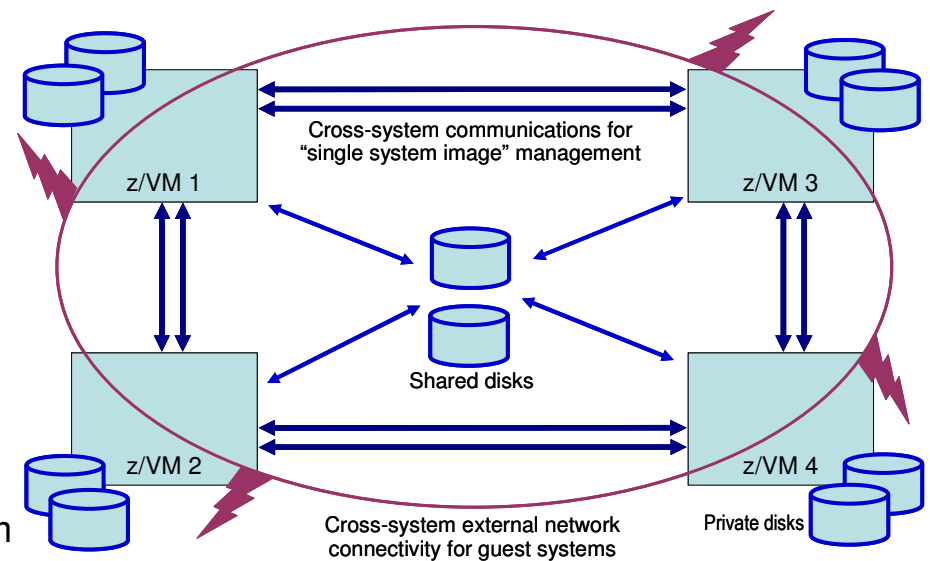 Cross-system communications for
“single system image” management
z/VM 1
z/VM 3
Shared disks
z/VM 2
z/VM 4
Private disks
Cross-system external network
connectivity for guest systems